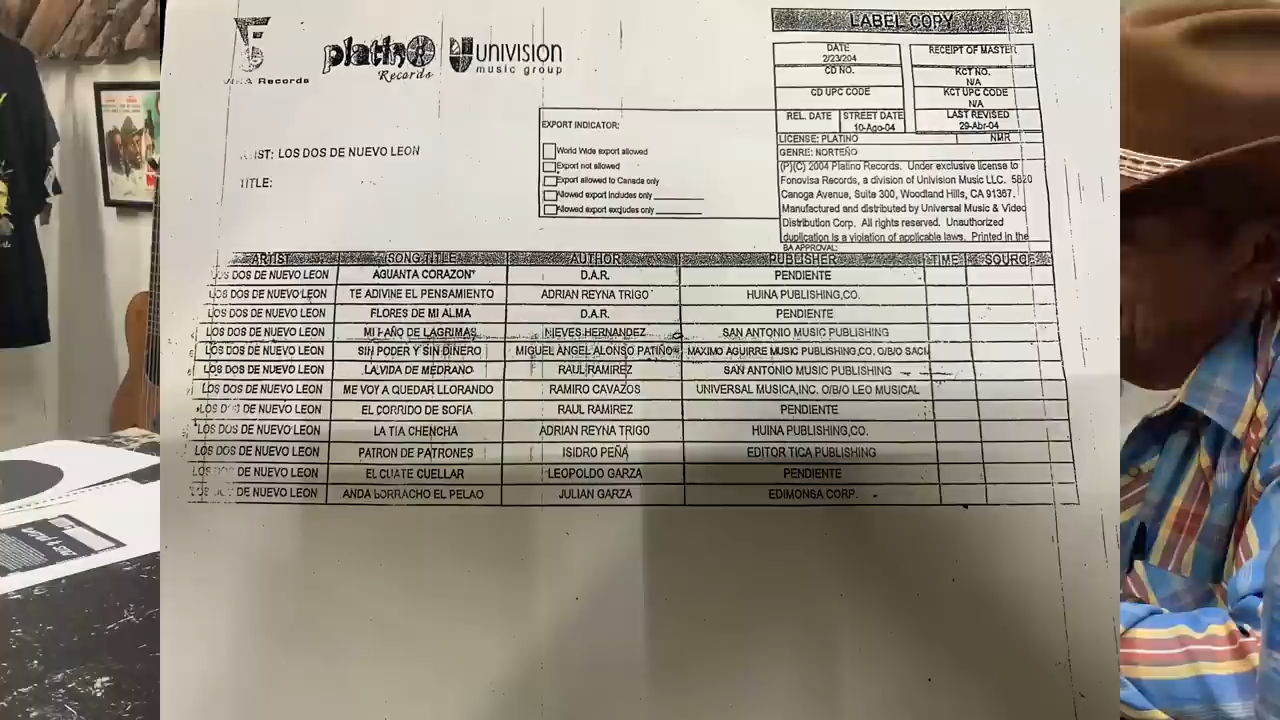 LABEL COPY
platino Records
univision music group
Records
DATE
2/23/204
CD NO.
CD UPC CODE
REL. DATE STREET DATE
10-Ago-04
RECEIPT OF MASTER
KCT NO.
N/A
KCT UPC CODE
N/A
LAST REVISED
29-Abr-04
LICENSE: PLATINO NMR
GENRE: NORTEÑO
(P)(C) 2004 Platino Records. Under exclusive license to
Fonovisa Records, a division of Univision Music LLC. 5820
Canoga Avenue, Suite 300, Woodland Hills, CA 91367.
Manufactured and distributed by Universal Music & Video
Distribution Corp. All rights reserved. Unauthorized
duplication is a violation of applicable laws. Printed in the
BA APPROVAL:
EXPORT INDICATOR:
World Wide export allowed
Export not allowed
Export allowed to Canada only
Allowed export includes only
Allowed export excludes only
LOS DOS DE NUEVO LEON
TITLE:
ARTIST SONG TITLE AUTHOR PUBLISHER TIME SOURCE
LOS DOS DE NUEVO LEON AGUANTA CORAZON D.A.R. PENDIENTE
LOS DOS DE NUEVO LEON TE ADIVINE EL PENSAMIENTO ADRIAN REYNA TRIGO HUINA PUBLISHING,CO.
LOS DOS DE NUEVO LEON FLORES DE MI ALMA D.A.R. PENDIENTE
LOS DOS DE NUEVO LEON MI PAÑO DE LAGRIMAS NIEVES HERNANDEZ SAN ANTONIO MUSIC PUBLISHING
LOS DOS DE NUEVO LEON SIN PODER Y SIN DINERO MIGUEL ANGEL ALONSO PATIÑO MAXIMO AGUIRRE MUSIC PUBLISHING,CO. O/B/O SACM
LOS DOS DE NUEVO LEON LA VIDA DE MEDRANO RAUL RAMIREZ SAN ANTONIO MUSIC PUBLISHING
LOS DOS DE NUEVO LEON ME VOY A QUEDAR LLORANDO RAMIRO CAVAZOS UNIVERSAL MUSICA,INC. O/B/O LEO MUSICAL
LOS DOS DE NUEVO LEON EL CORRIDO DE SOFIA RAUL RAMIREZ PENDIENTE
LOS DOS DE NUEVO LEON LA TIA CHENCHA ADRIAN REYNA TRIGO HUINA PUBLISHING,CO.
LOS DOS DE NUEVO LEON PATRON DE PATRONES ISIDRO PEÑA EDITOR TICA PUBLISHING
LOS DOS DE NUEVO LEON EL CUATE CUELLAR LEOPOLDO GARZA PENDIENTE
LOS DOS DE NUEVO LEON ANDA BORRACHO EL PELAO JULIAN GARZA EDIMONSA CORP.